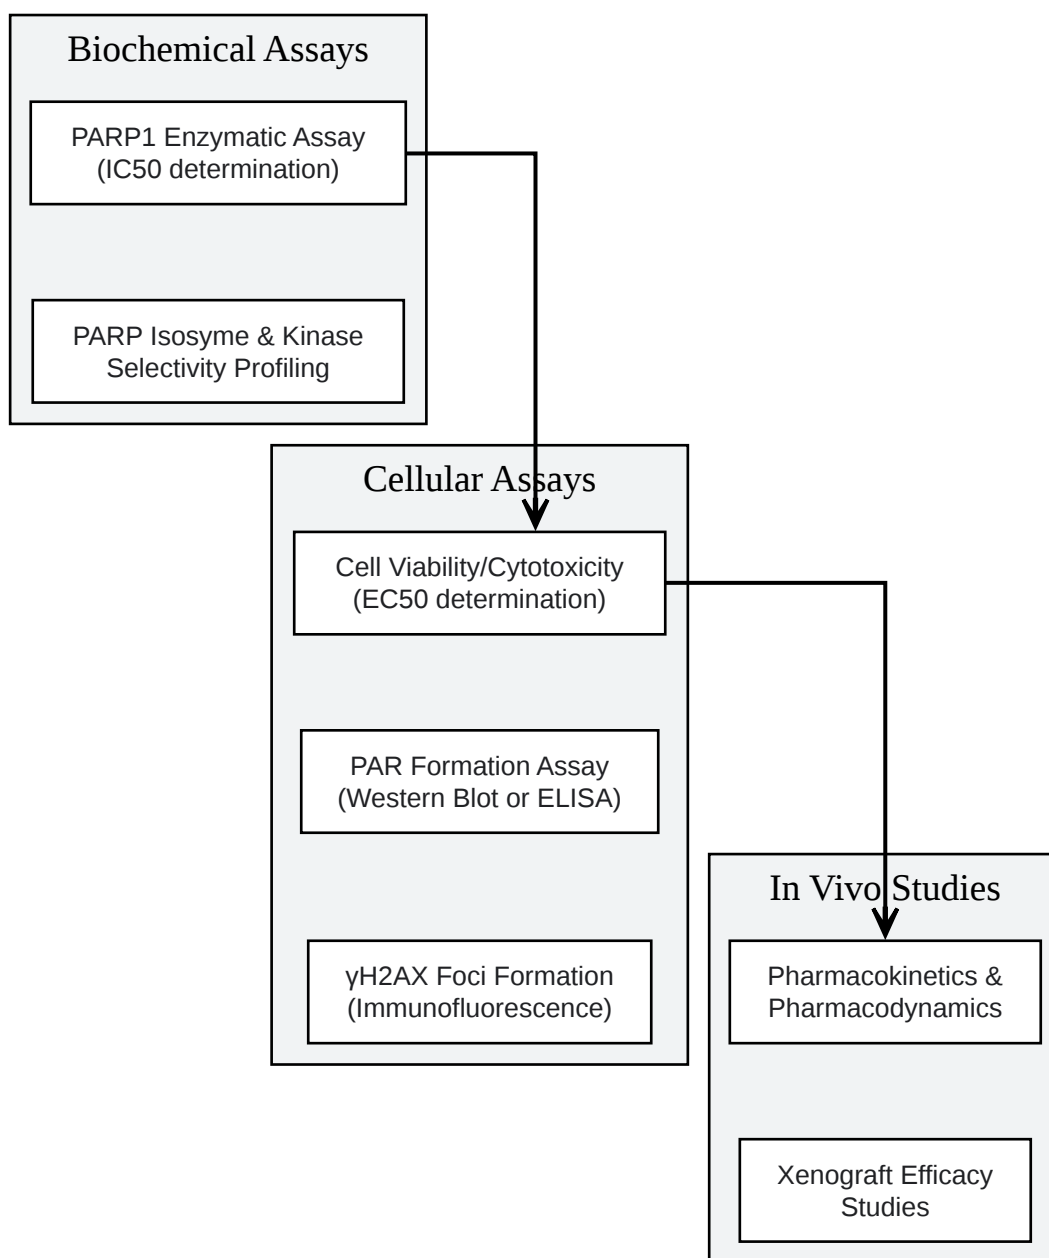 Biochemical Assays
PARP1 Enzymatic Assay
(IC50 determination)
PARP Isosyme & Kinase
Selectivity Profiling
Cellular Assays
Cell Viability/Cytotoxicity
(EC50 determination)
PAR Formation Assay
(Western Blot or ELISA)
γH2AX Foci Formation
(Immunofluorescence)
In Vivo Studies
Pharmacokinetics &
Pharmacodynamics
Xenograft Efficacy
Studies